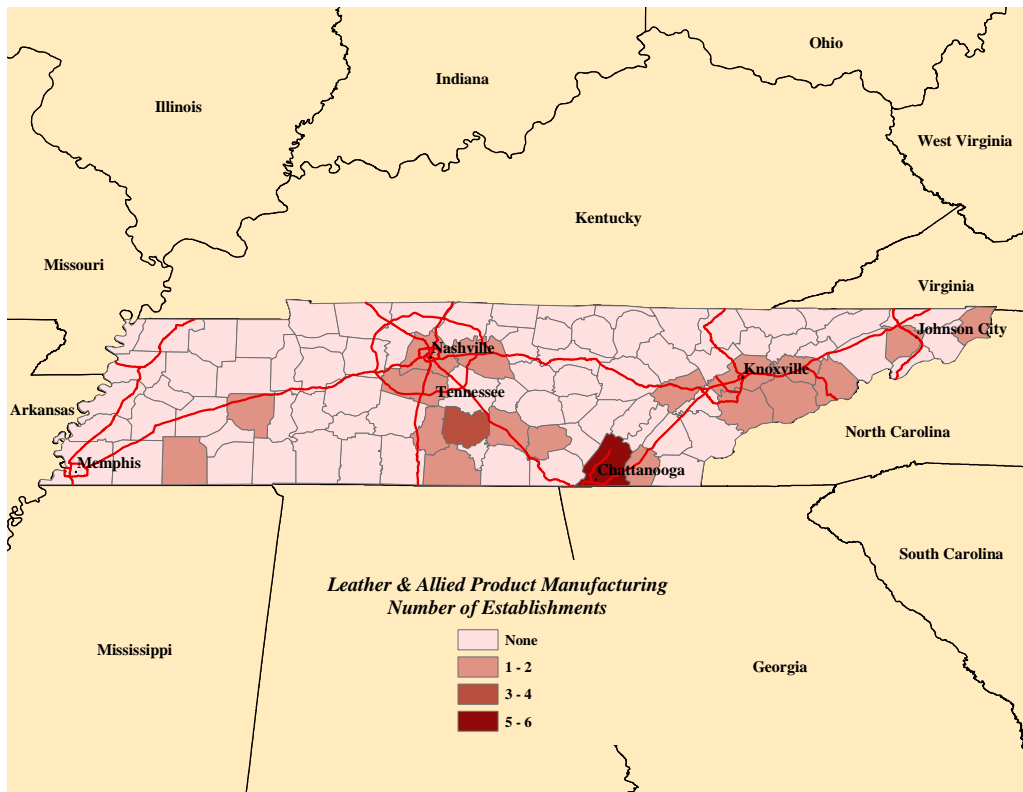 Ohio
Indiana
Illinois
West Virginia
Kentucky
Missouri
Virginia
Johnson City
Nashville
Knoxville
Tennessee
Arkansas
North Carolina
Memphis
Chattanooga
South Carolina
Leather & Allied Product Manufacturing
Number of Establishments
None
Mississippi
1 - 2
Georgia
3 - 4
5 - 6